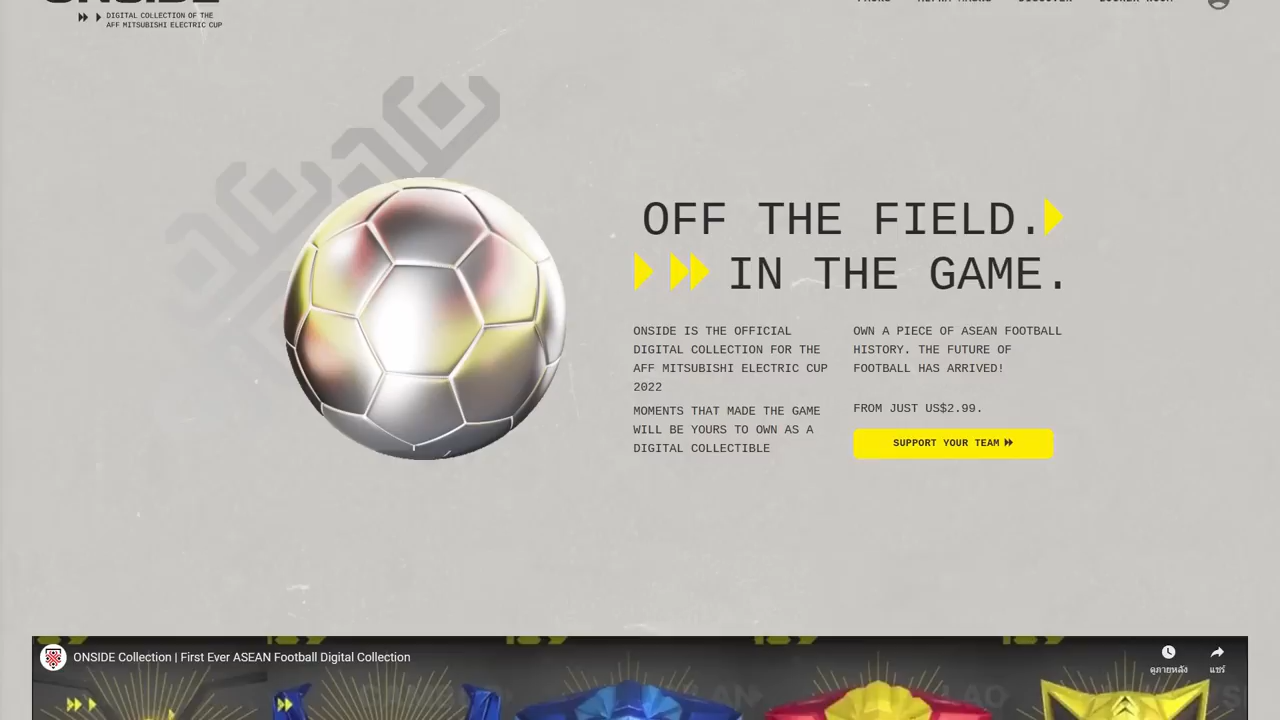 ONSIDE
DIGITAL COLLECTION OF THE
AFF MITSUBISHI ELECTRIC CUP
OFF THE FIELD.
IN THE GAME.
ONSIDE IS THE OFFICIAL
DIGITAL COLLECTION FOR THE
AFF MITSUBISHI ELECTRIC CUP
2022
MOMENTS THAT MADE THE GAME
WILL BE YOURS TO OWN AS A
DIGITAL COLLECTIBLE
OWN A PIECE OF ASEAN FOOTBALL
HISTORY. THE FUTURE OF
FOOTBALL HAS ARRIVED!
FROM JUST US$2.99.
SUPPORT YOUR TEAM
ONSIDE Collection | First Ever ASEAN Football Digital Collection
ดูภายหลัง
แชร์